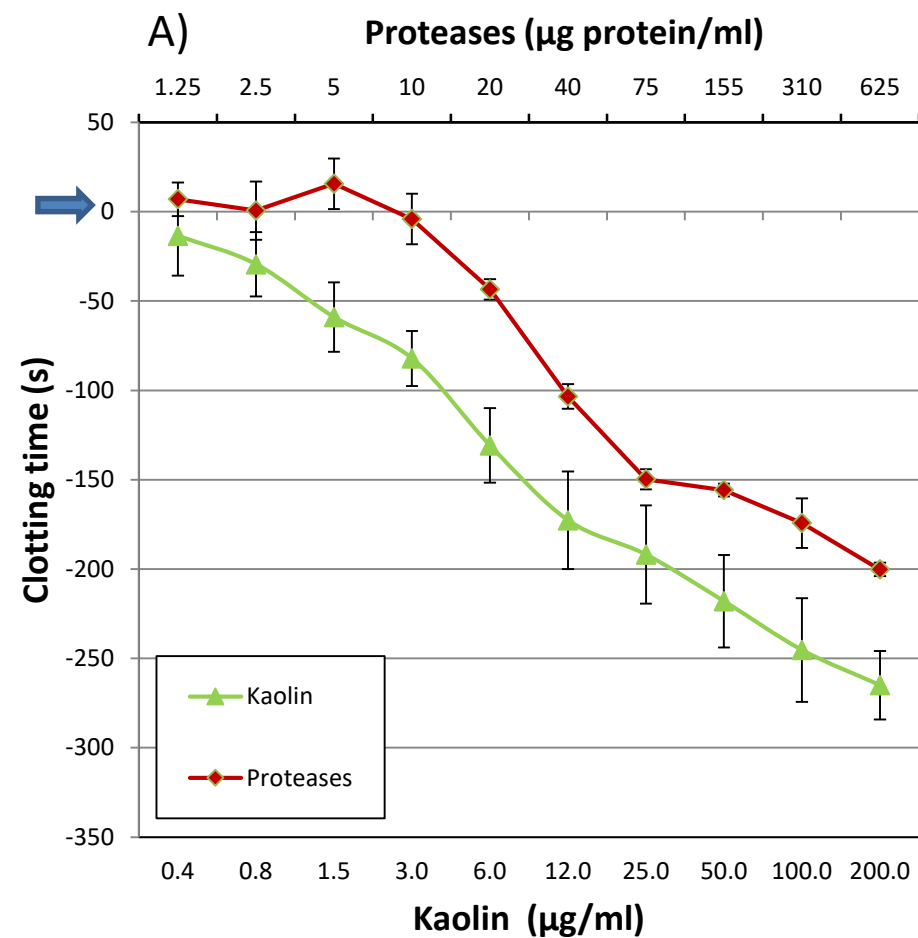 A) Proteases (µg protein/ml)
1.25 2.5 5 10 20 40 75 155 310 625
50
0
-50
-100
-150
-200
-250
-300
-350
Clotting time (s)
Kaolin
Proteases
0.4 0.8 1.5 3.0 6.0 12.0 25.0 50.0 100.0 200.0
Kaolin (µg/ml)